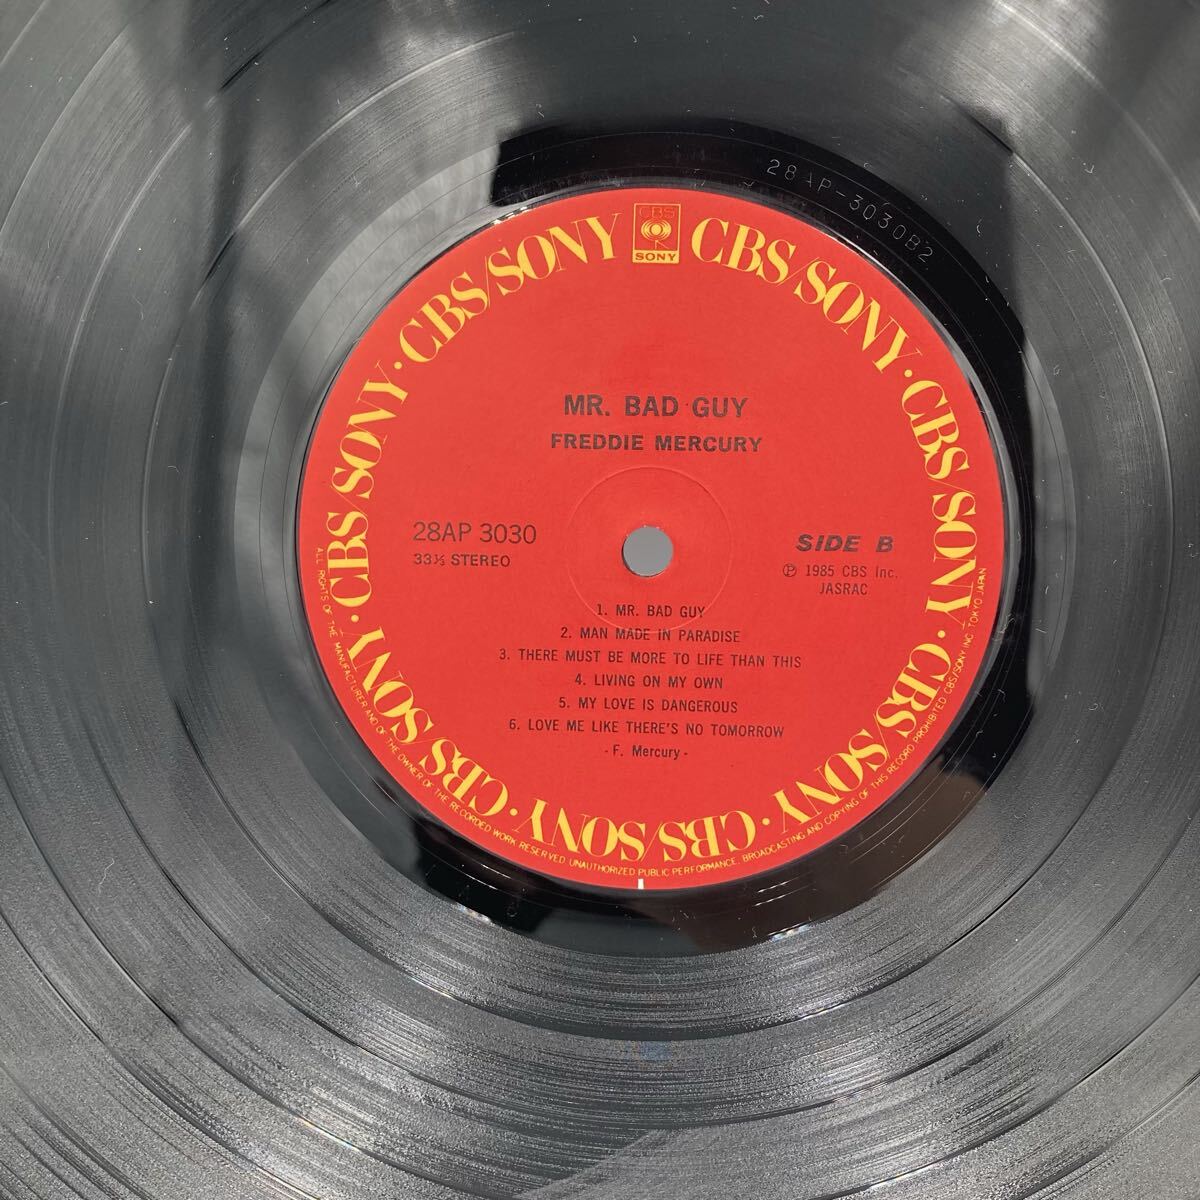 28AP-3030B2
CBS
SONY
CBS/SONY · CBS/SONY · CBS/SONY · CBS/SONY · CBS/SONY · CBS/SONY · CBS/SONY · CBS/SONY
MR. BAD GUY
FREDDIE MERCURY
28AP 3030
33⅓ STEREO
SIDE B
Ⓟ 1985 CBS Inc.
JASRAC
1. MR. BAD GUY
2. MAN MADE IN PARADISE
3. THERE MUST BE MORE TO LIFE THAN THIS
4. LIVING ON MY OWN
5. MY LOVE IS DANGEROUS
6. LOVE ME LIKE THERE'S NO TOMORROW
- F. Mercury -
ALL RIGHTS OF THE MANUFACTURER AND OF THE OWNER OF THE RECORDED WORK RESERVED. UNAUTHORIZED PUBLIC PERFORMANCE. BROADCASTING AND COPYING OF THIS RECORD PROHIBITED CBS/SONY INC. TOKYO JAPAN